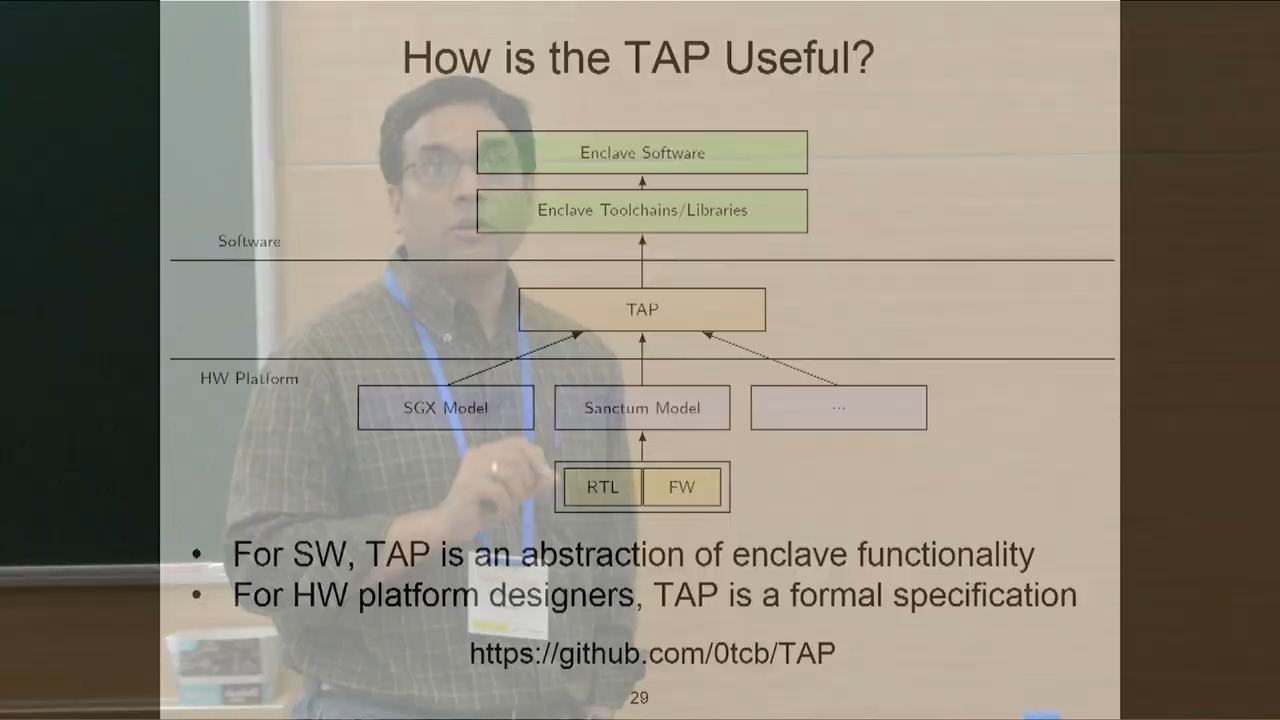 How is the TAP Useful?
Enclave Software
Enclave Toolchains/Libraries
Software
TAP
HW Platform
SGX Model
Sanctum Model
...
RTL
FW
• For SW, TAP is an abstraction of enclave functionality
• For HW platform designers, TAP is a formal specification
https://github.com/0tcb/TAP
29